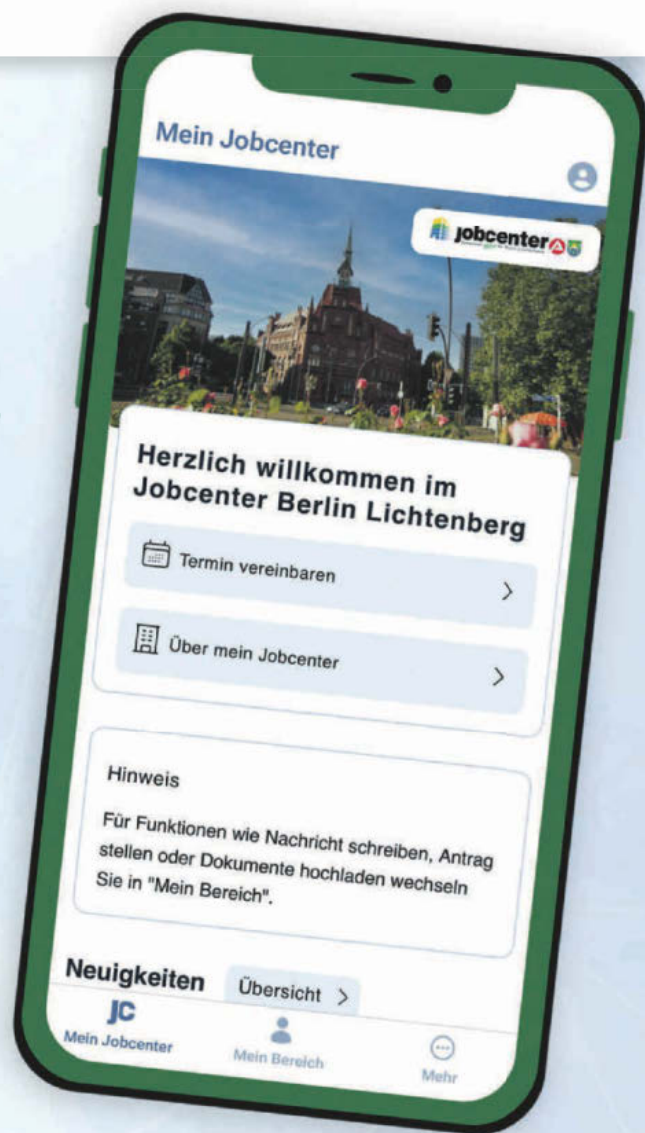 Mein Jobcenter
jobcenter
Herzlich willkommen im
Jobcenter Berlin Lichtenberg
Termin vereinbaren
Über mein Jobcenter
Hinweis
Für Funktionen wie Nachricht schreiben, Antrag
stellen oder Dokumente hochladen wechseln
Sie in "Mein Bereich".
Neuigkeiten Übersicht
JC
Mein Jobcenter Mein Bereich Mehr